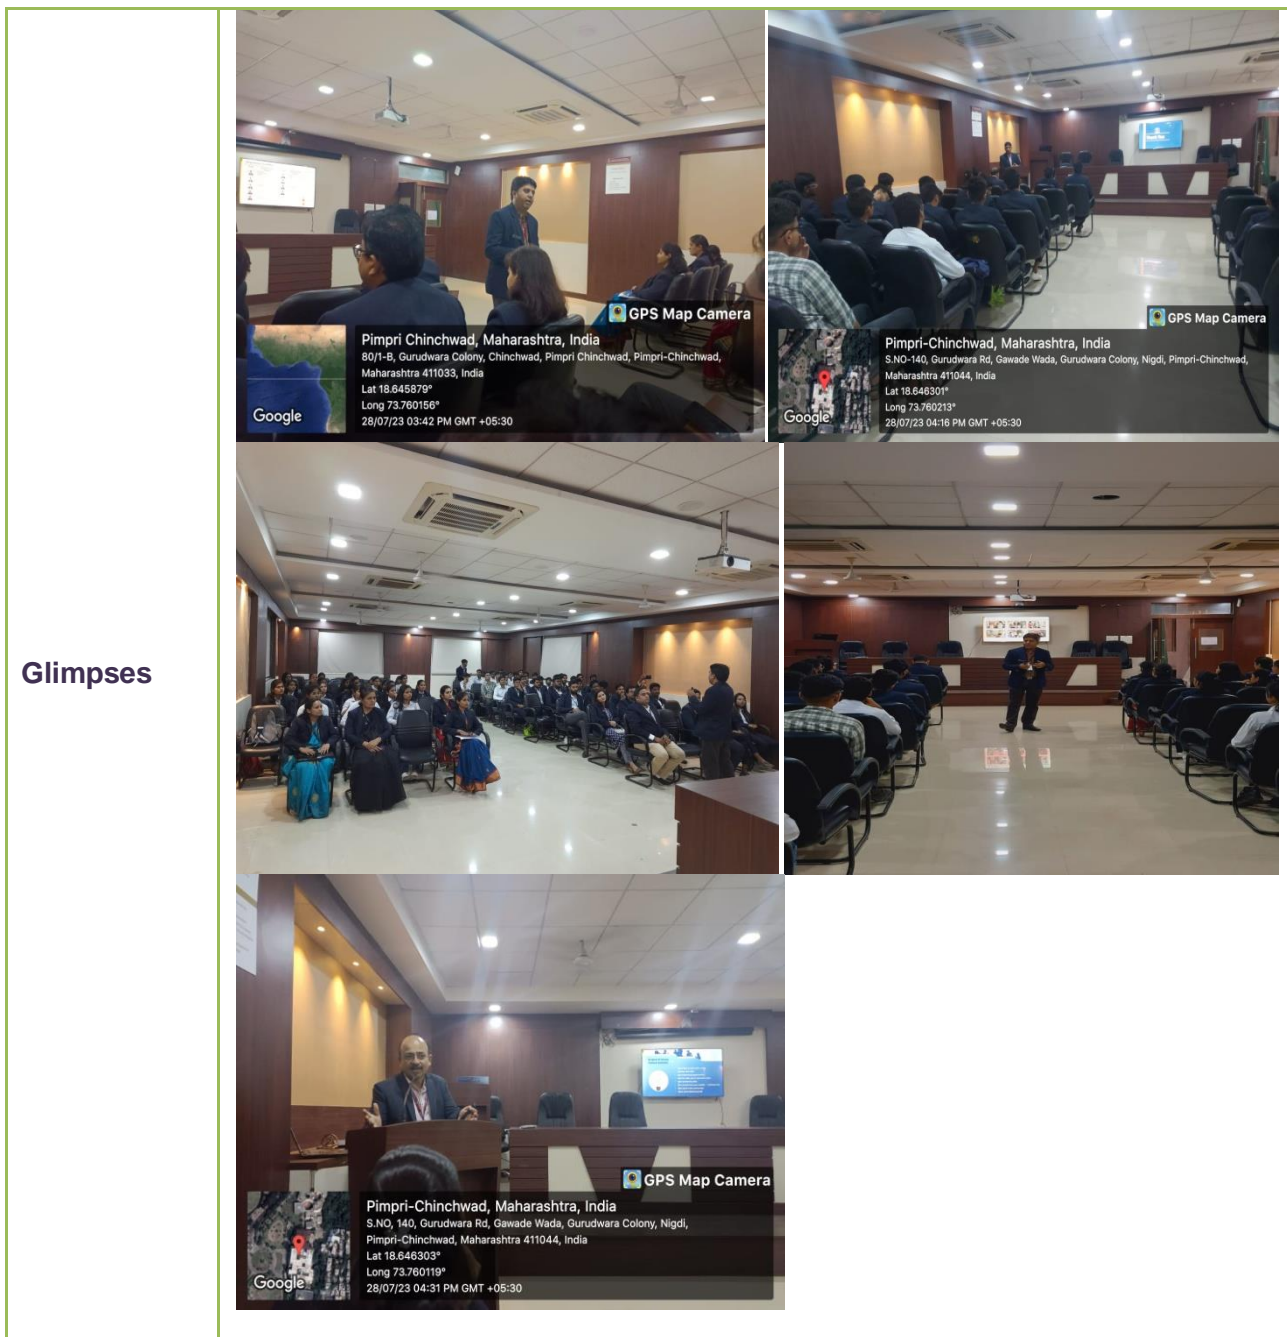 Glimpses
GPS Map Camera
Pimpri Chinchwad, Maharashtra, India
80/1-B, Gurudwara Colony, Chinchwad, Pimpri Chinchwad, Pimpri-Chinchwad,
Maharashtra 411033, India
Lat 18.645879°
Long 73.760156°
28/07/23 03:42 PM GMT +05:30
Google
GPS Map Camera
Pimpri-Chinchwad, Maharashtra, India
S.NO-140, Gurudwara Rd, Gawade Wada, Gurudwara Colony, Nigdi, Pimpri-Chinchwad,
Maharashtra 411044, India
Lat 18.646301°
Long 73.760213°
28/07/23 04:16 PM GMT +05:30
Google
GPS Map Camera
Pimpri-Chinchwad, Maharashtra, India
S.NO, 140, Gurudwara Rd, Gawade Wada, Gurudwara Colony, Nigdi,
Pimpri-Chinchwad, Maharashtra 411044, India
Lat 18.646303°
Long 73.760119°
28/07/23 04:31 PM GMT +05:30
Google